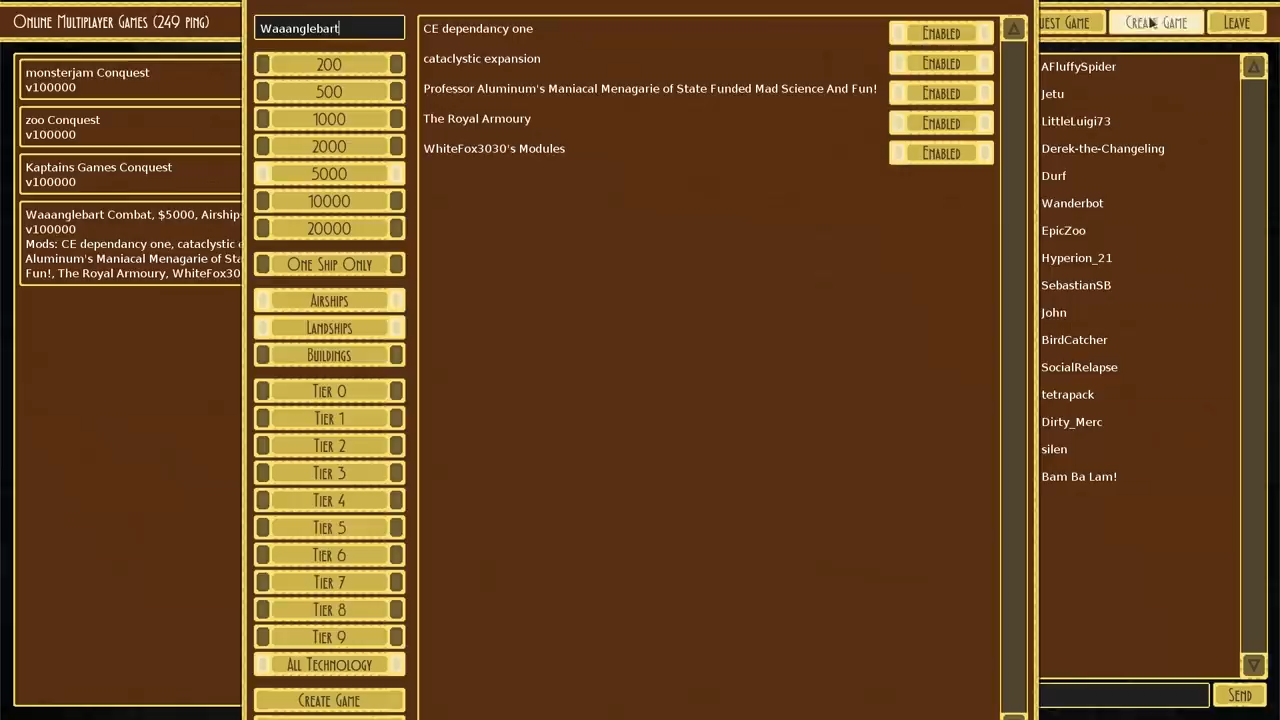 Online Multiplayer Games (249 ping)
monsterjam Conquest
v100000
zoo Conquest
v100000
Kaptains Games Conquest
v100000
Waaanglebart Combat, $5000, Airship
v100000
Mods: CE dependancy one, cataclystic
Aluminum's Maniacal Menagerie of Sta
Fun!, The Royal Armoury, WhiteFox30
Waaanglebart
200
500
1000
2000
5000
10000
20000
One Ship Only
Airships
Landships
Buildings
Tier 0
Tier 1
Tier 2
Tier 3
Tier 4
Tier 5
Tier 6
Tier 7
Tier 8
Tier 9
All Technology
Create Game
CE dependancy one
Enabled
cataclystic expansion
Enabled
Professor Aluminum's Maniacal Menagerie of State Funded Mad Science And Fun!
Enabled
The Royal Armoury
Enabled
WhiteFox3030's Modules
Enabled
uest Game
Create Game
Leave
AFluffySpider
Jetu
LittleLuigi73
Derek-the-Changeling
Durf
Wanderbot
EpicZoo
Hyperion_21
SebastianSB
John
BirdCatcher
SocialRelapse
tetrapack
Dirty_Merc
silen
Bam Ba Lam!
Send